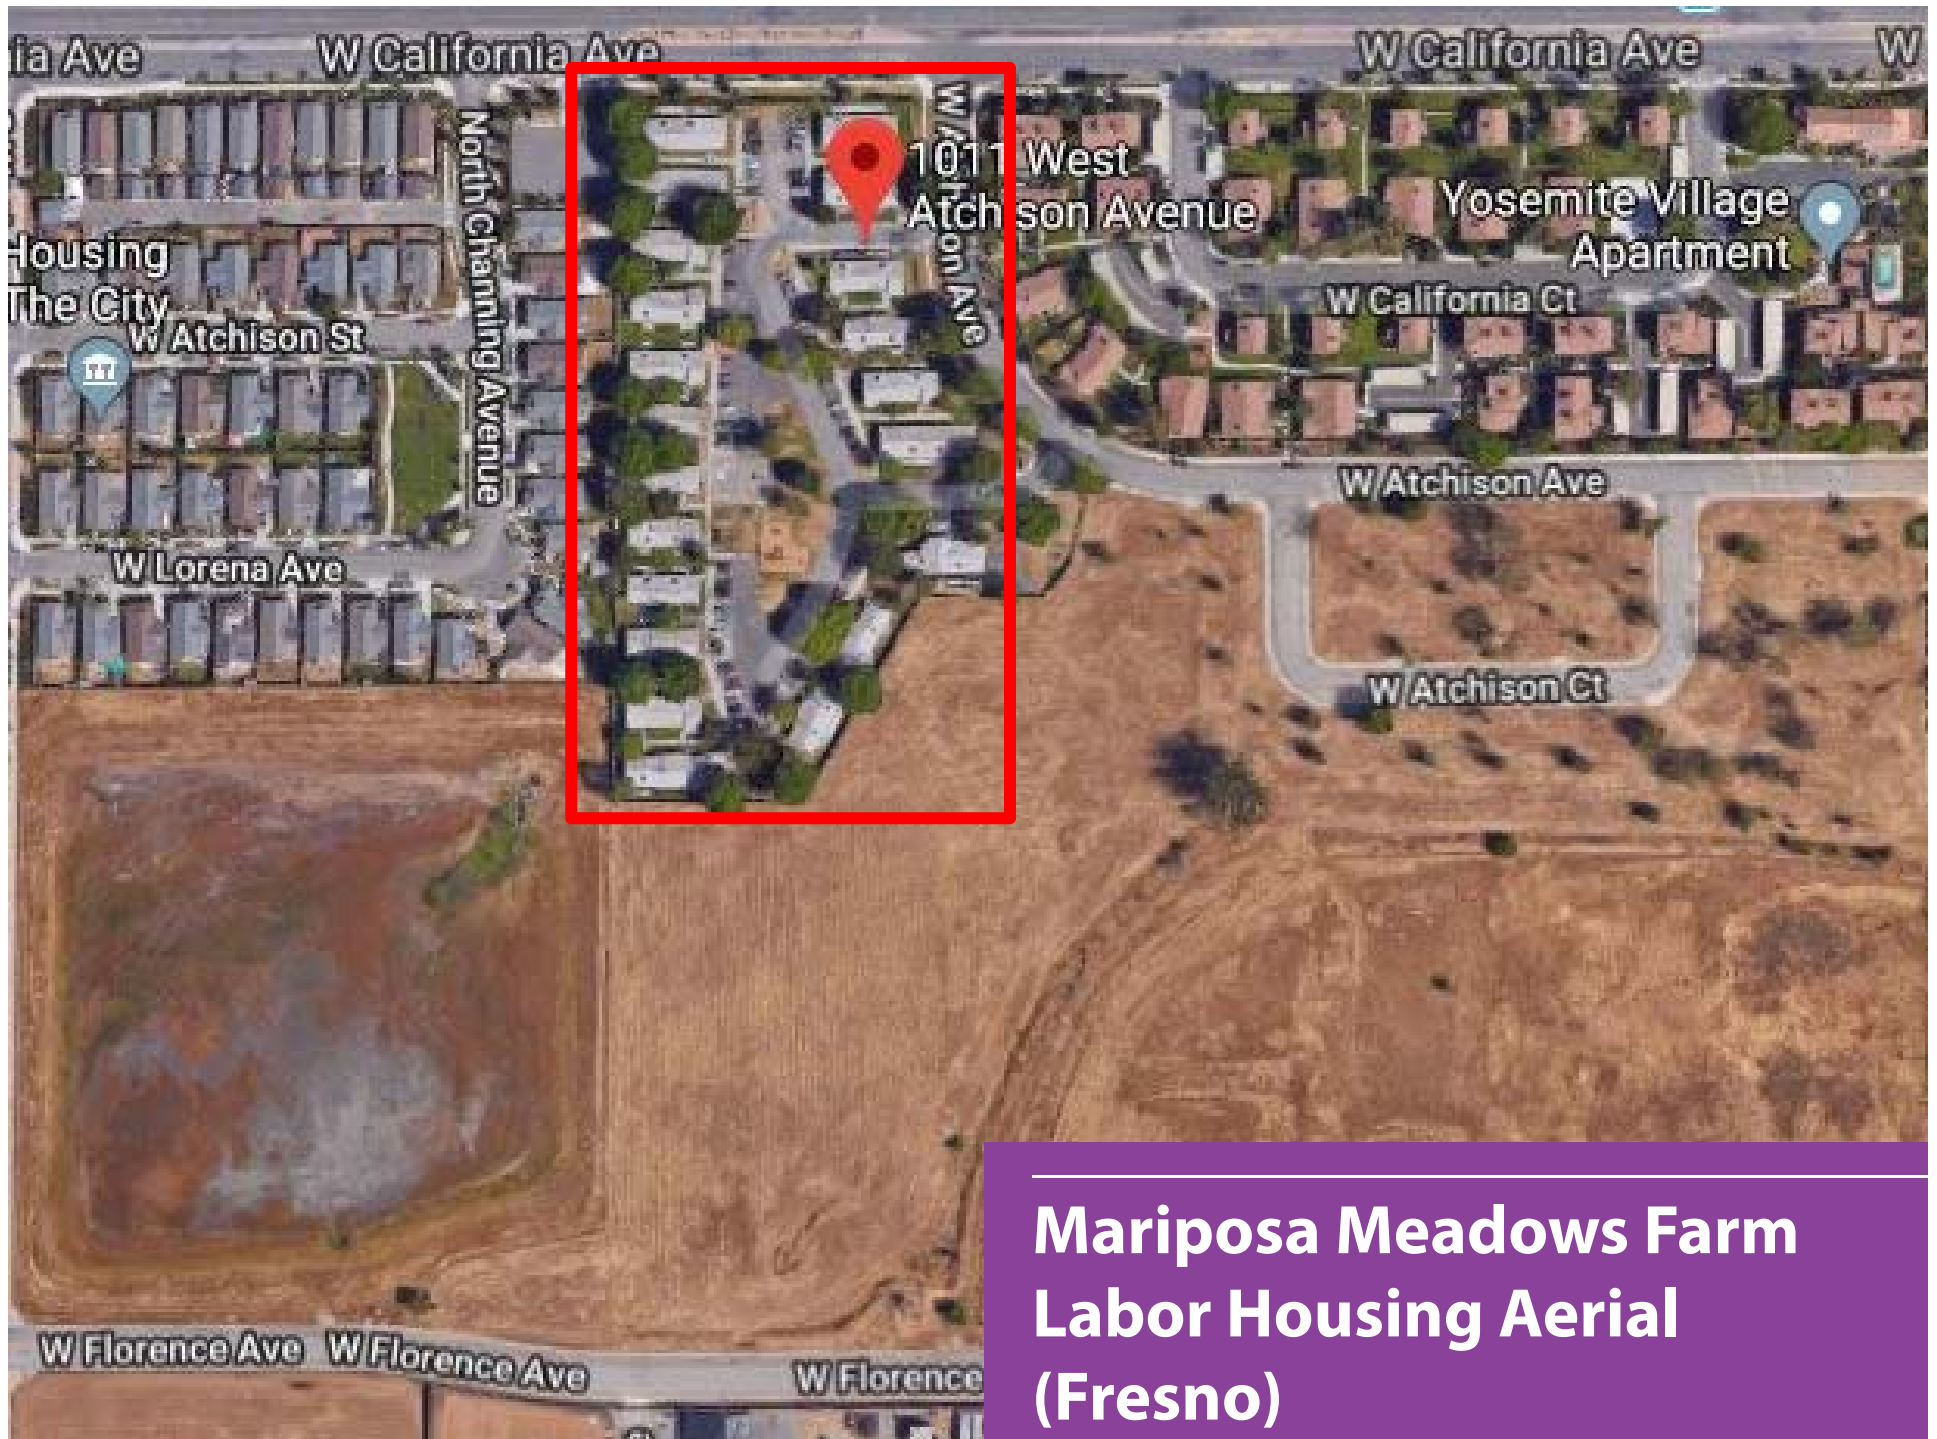 ia Ave
W California Ave
W California Ave
W
North Channing Avenue
W Atchison Ave
1011 West
Atchison Avenue
Yosemite Village
Apartment
Housing
The City
W California Ct
W Atchison St
W Atchison Ave
W Lorena Ave
W Atchison Ct
Mariposa Meadows Farm
Labor Housing Aerial
(Fresno)
W Florence Ave
W Florence Ave
W Florence